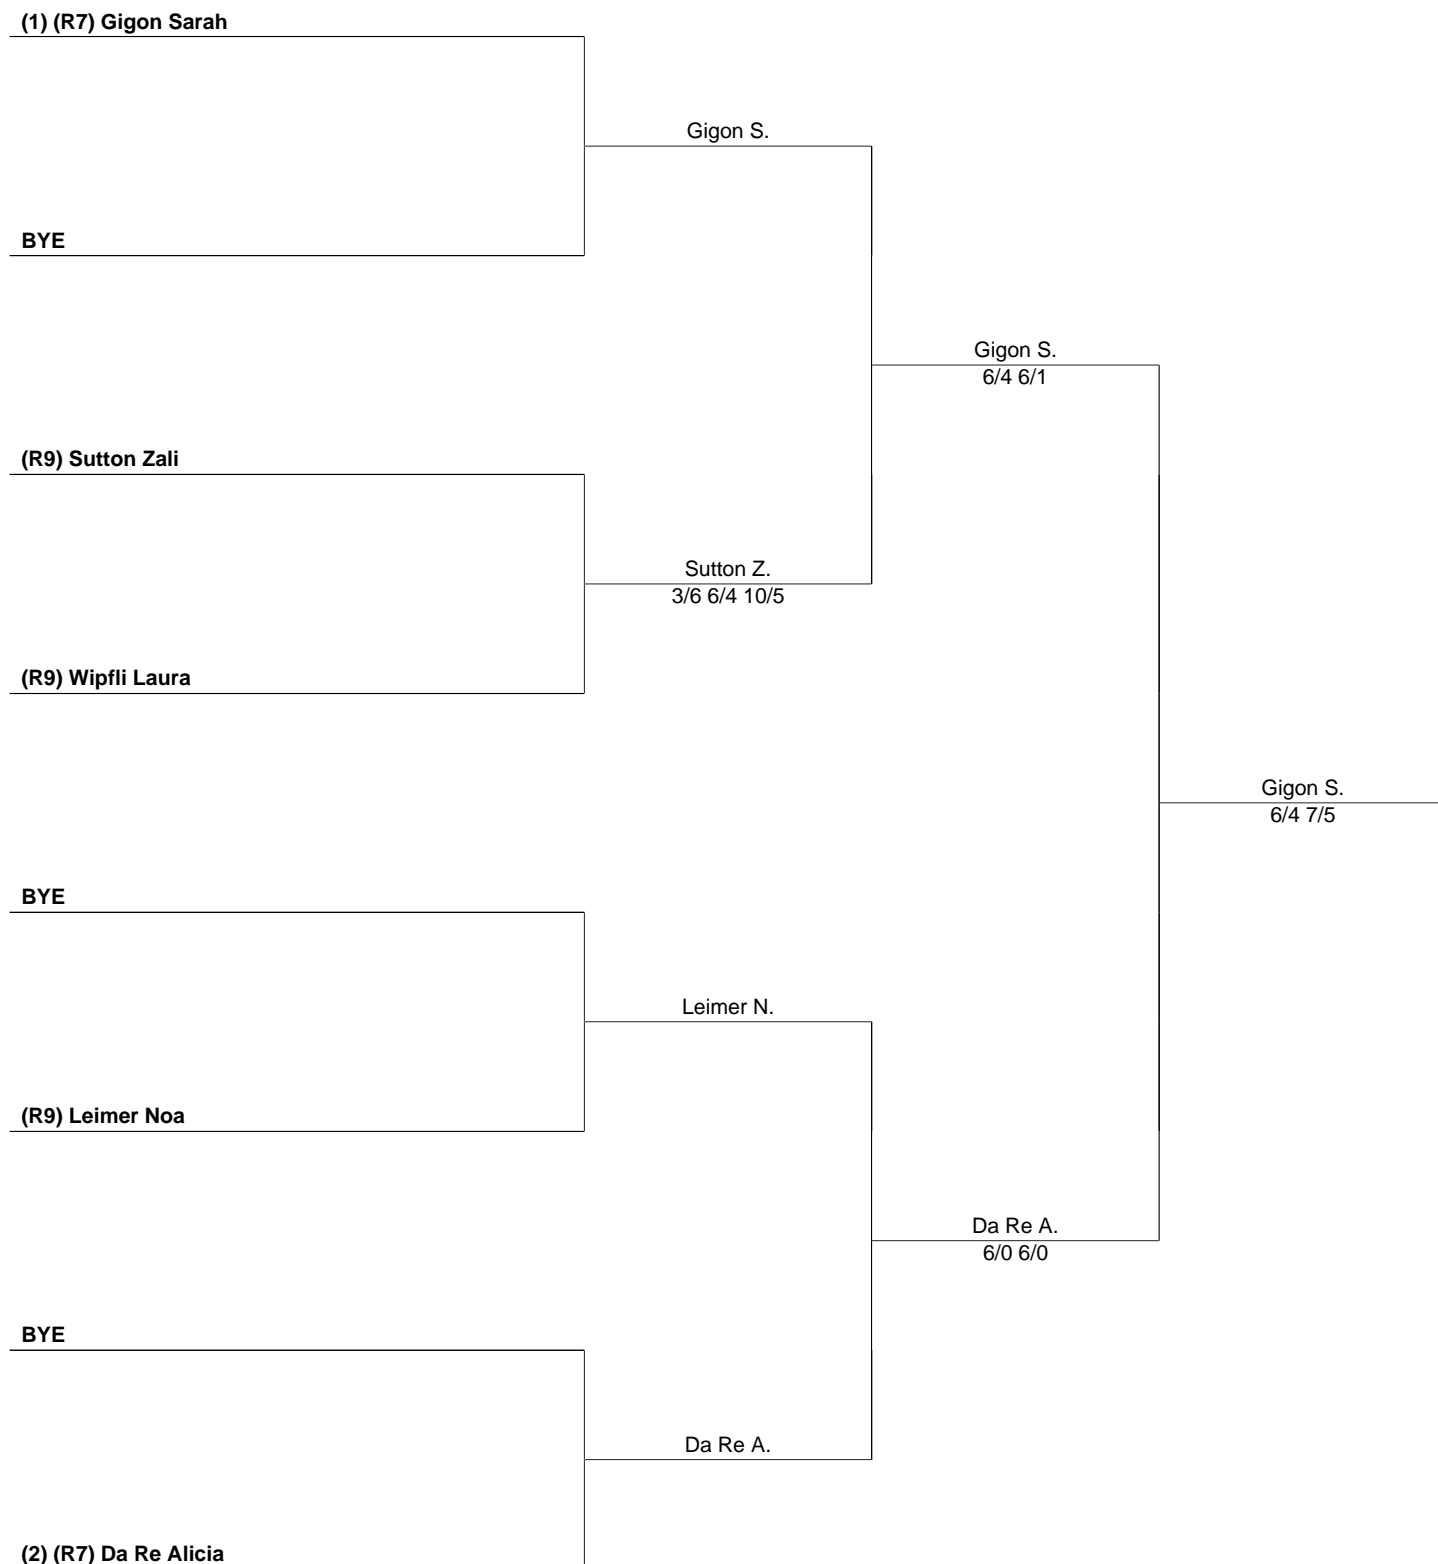 (1) (R7) Gigon Sarah
Gigon S.
BYE
Gigon S.
6/4 6/1
(R9) Sutton Zali
Sutton Z.
3/6 6/4 10/5
(R9) Wipfli Laura
Gigon S.
6/4 7/5
BYE
Leimer N.
(R9) Leimer Noa
Da Re A.
6/0 6/0
BYE
Da Re A.
(2) (R7) Da Re Alicia